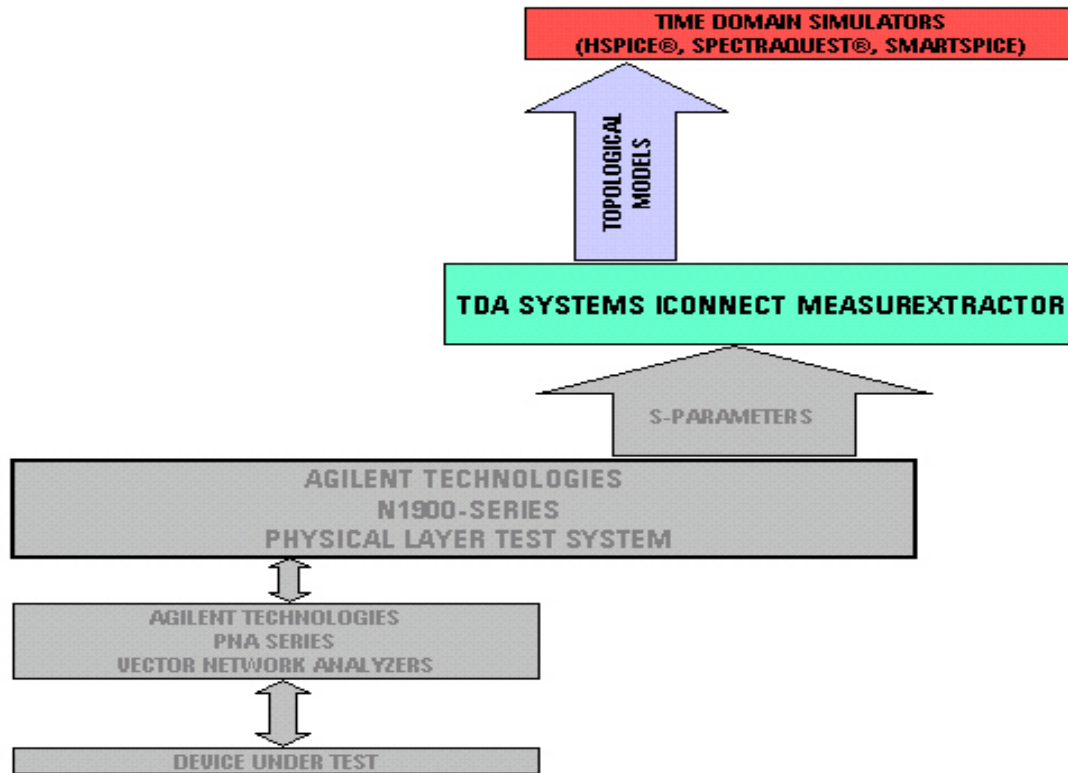 TIME DOMAIN SIMULATORS
(HSPICE®, SPECTRAQUEST®, SMARTSPICE)
TOPOLOGICAL
MODELS
TDA SYSTEMS ICONNECT MEASUREXTRACTOR
S-PARAMETERS
AGILENT TECHNOLOGIES
N1900-SERIES
PHYSICAL LAYER TEST SYSTEM
AGILENT TECHNOLOGIES
PNA SERIES
VECTOR NETWORK ANALYZERS
DEVICE UNDER TEST